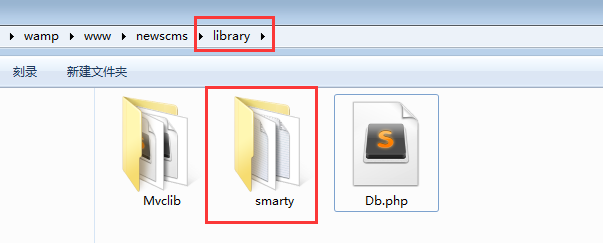 wamp www newscms library
刻录 新建文件夹
Mvclib smarty Db.php